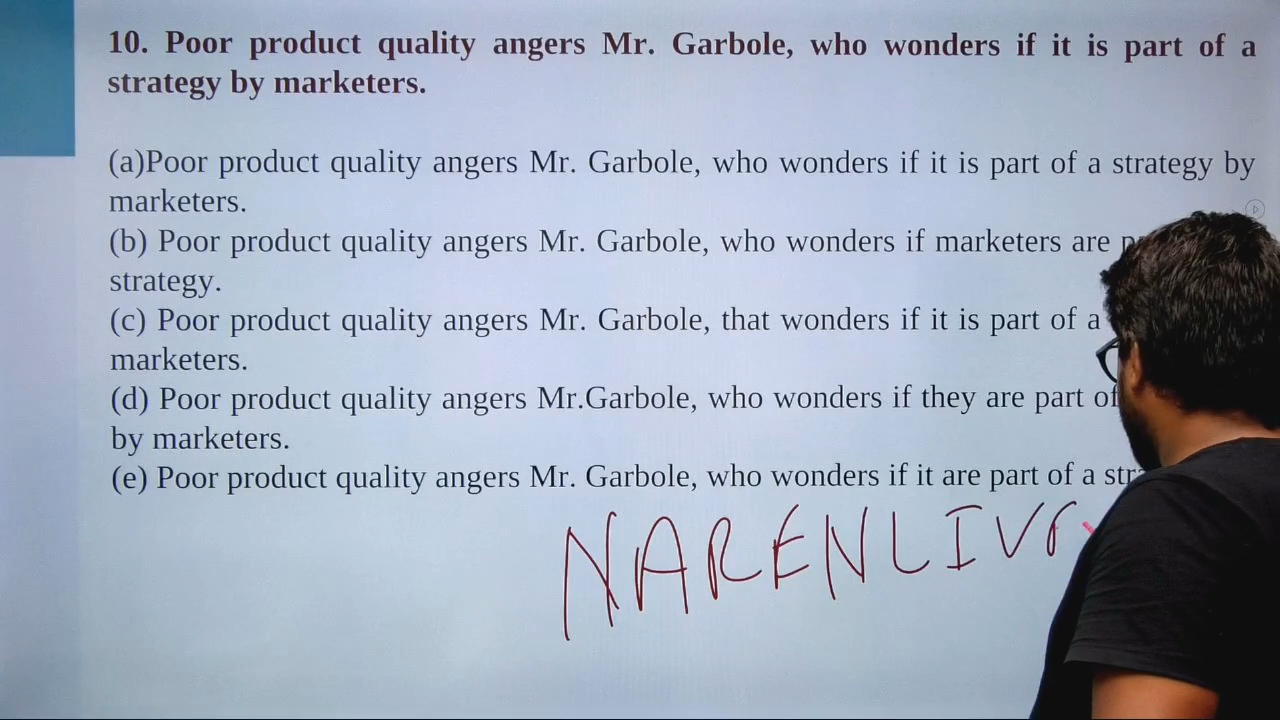 10. Poor product quality angers Mr. Garbole, who wonders if it is part of a
strategy by marketers.
(a)Poor product quality angers Mr. Garbole, who wonders if it is part of a strategy by
marketers.
(b) Poor product quality angers Mr. Garbole, who wonders if marketers are
strategy.
(c) Poor product quality angers Mr. Garbole, that wonders if it is part of a
marketers.
(d) Poor product quality angers Mr.Garbole, who wonders if they are part of
by marketers.
(e) Poor product quality angers Mr. Garbole, who wonders if it are part of a